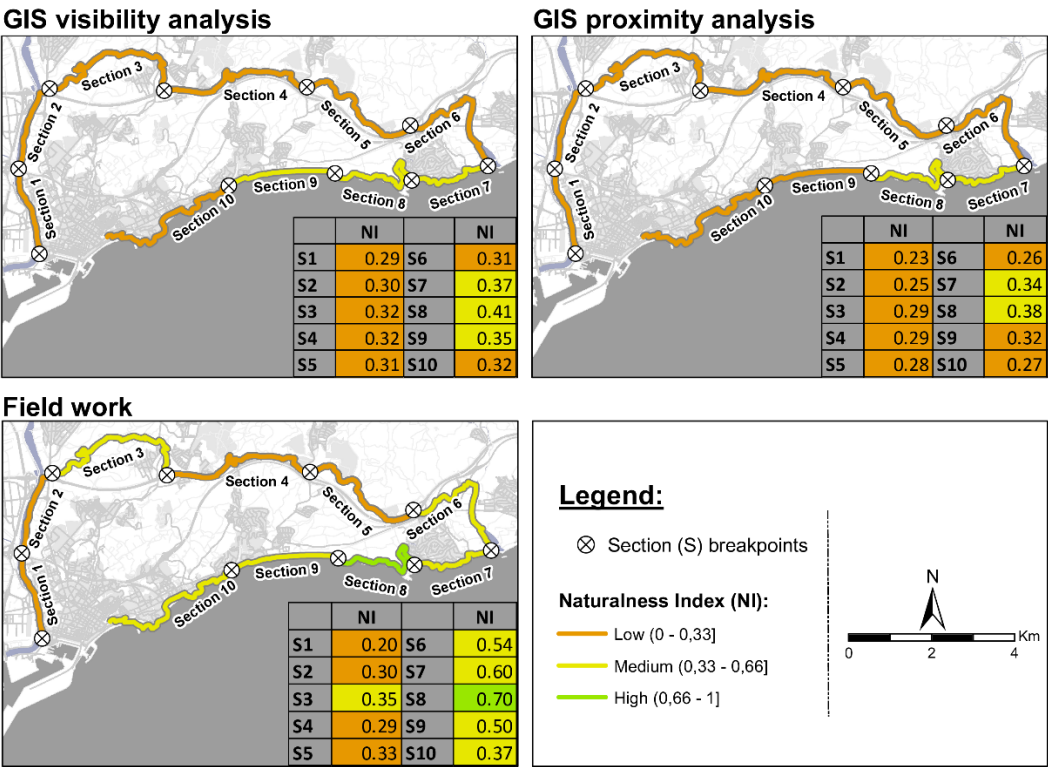 GIS visibility analysis
Section 1
Section 2
Section 3
Section 4
Section 5
Section 6
Section 7
Section 8
Section 9
Section 10
NI NI
S1 0.29 S6 0.31
S2 0.30 S7 0.37
S3 0.32 S8 0.41
S4 0.32 S9 0.35
S5 0.31 S10 0.32
GIS proximity analysis
Section 1
Section 2
Section 3
Section 4
Section 5
Section 6
Section 7
Section 8
Section 9
Section 10
NI NI
S1 0.23 S6 0.26
S2 0.25 S7 0.34
S3 0.29 S8 0.38
S4 0.29 S9 0.32
S5 0.28 S10 0.27
Field work
Section 1
Section 2
Section 3
Section 4
Section 5
Section 6
Section 7
Section 8
Section 9
Section 10
NI NI
S1 0.20 S6 0.54
S2 0.30 S7 0.60
S3 0.35 S8 0.70
S4 0.29 S9 0.50
S5 0.33 S10 0.37
Legend:
Section (S) breakpoints
Naturalness Index (NI):
Low (0 - 0,33]
Medium (0,33 - 0,66]
High (0,66 - 1]
N
Km
0 2 4